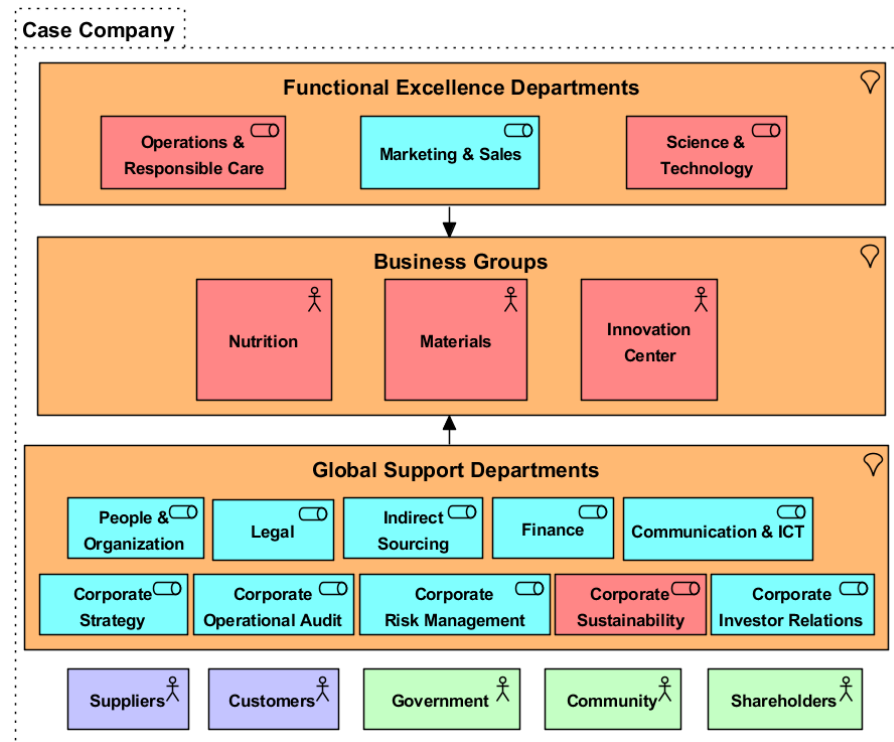 Case Company
Functional Excellence Departments
Operations &
Responsible Care
Marketing & Sales
Science &
Technology
Business Groups
Nutrition
Materials
Innovation
Center
Global Support Departments
People &
Organization
Legal
Indirect
Sourcing
Finance
Communication & ICT
Corporate
Strategy
Corporate
Operational Audit
Corporate
Risk Management
Corporate
Sustainability
Corporate
Investor Relations
Suppliers
Customers
Government
Community
Shareholders